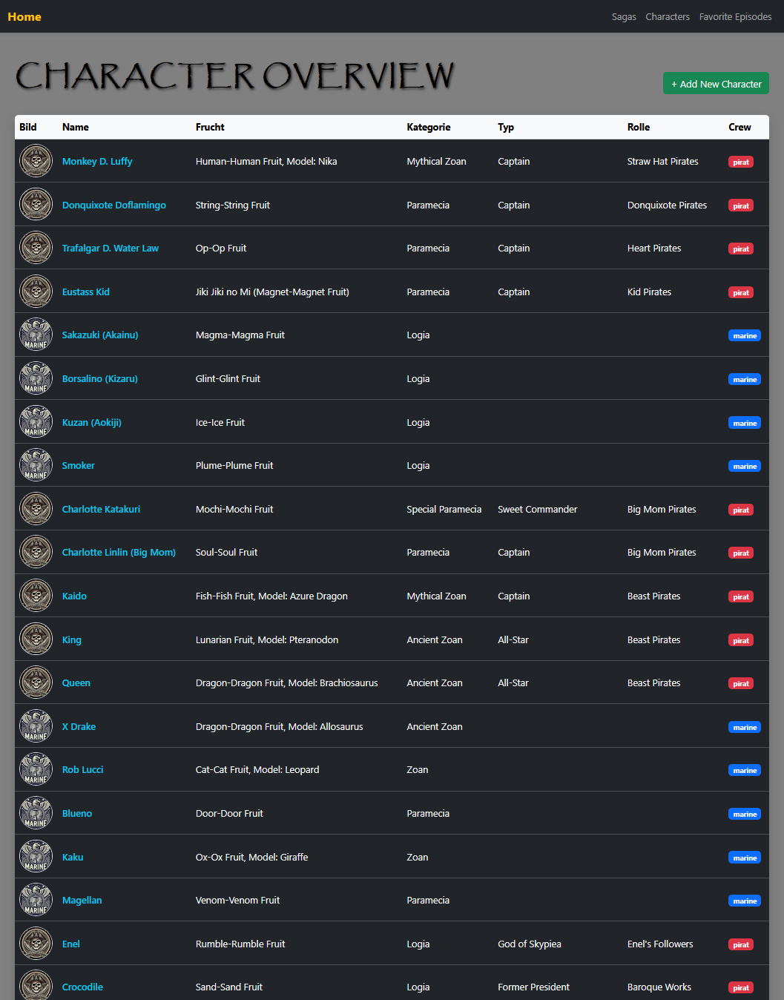 Home Sagas Characters Favorite Episodes
CHARACTER OVERVIEW
+ Add New Character
Bild Name Frucht Kategorie Typ Rolle Crew
Monkey D. Luffy Human-Human Fruit, Model: Nika Mythical Zoan Captain Straw Hat Pirates pirat
Donquixote Doflamingo String-String Fruit Paramecia Captain Donquixote Pirates pirat
Trafalgar D. Water Law Op-Op Fruit Paramecia Captain Heart Pirates pirat
Eustass Kid Jiki Jiki no Mi (Magnet-Magnet Fruit) Paramecia Captain Kid Pirates pirat
MARINE Sakazuki (Akainu) Magma-Magma Fruit Logia marine
MARINE Borsalino (Kizaru) Glint-Glint Fruit Logia marine
MARINE Kuzan (Aokiji) Ice-Ice Fruit Logia marine
MARINE Smoker Plume-Plume Fruit Logia marine
Charlotte Katakuri Mochi-Mochi Fruit Special Paramecia Sweet Commander Big Mom Pirates pirat
Charlotte Linlin (Big Mom) Soul-Soul Fruit Paramecia Captain Big Mom Pirates pirat
Kaido Fish-Fish Fruit, Model: Azure Dragon Mythical Zoan Captain Beast Pirates pirat
King Lunarian Fruit, Model: Pteranodon Ancient Zoan All-Star Beast Pirates pirat
Queen Dragon-Dragon Fruit, Model: Brachiosaurus Ancient Zoan All-Star Beast Pirates pirat
MARINE X Drake Dragon-Dragon Fruit, Model: Allosaurus Ancient Zoan marine
MARINE Rob Lucci Cat-Cat Fruit, Model: Leopard Zoan marine
MARINE Blueno Door-Door Fruit Paramecia marine
MARINE Kaku Ox-Ox Fruit, Model: Giraffe Zoan marine
MARINE Magellan Venom-Venom Fruit Paramecia marine
Enel Rumble-Rumble Fruit Logia God of Skypiea Enel's Followers pirat
Crocodile Sand-Sand Fruit Logia Former President Baroque Works pirat